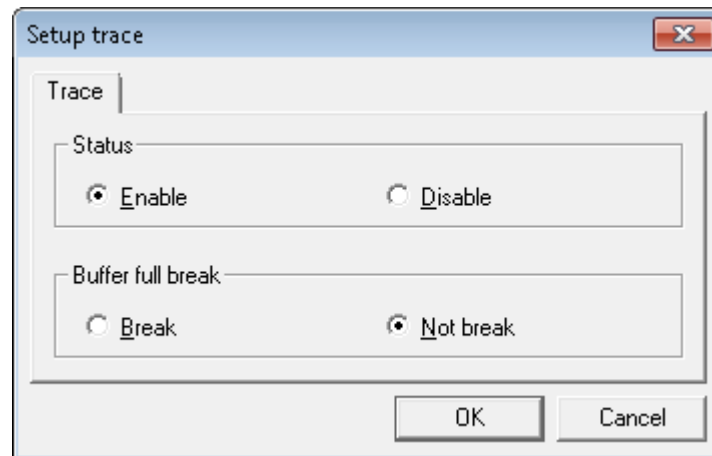 Setup trace
Trace
Status
Enable Disable
Buffer full break
Break Not break
OK Cancel